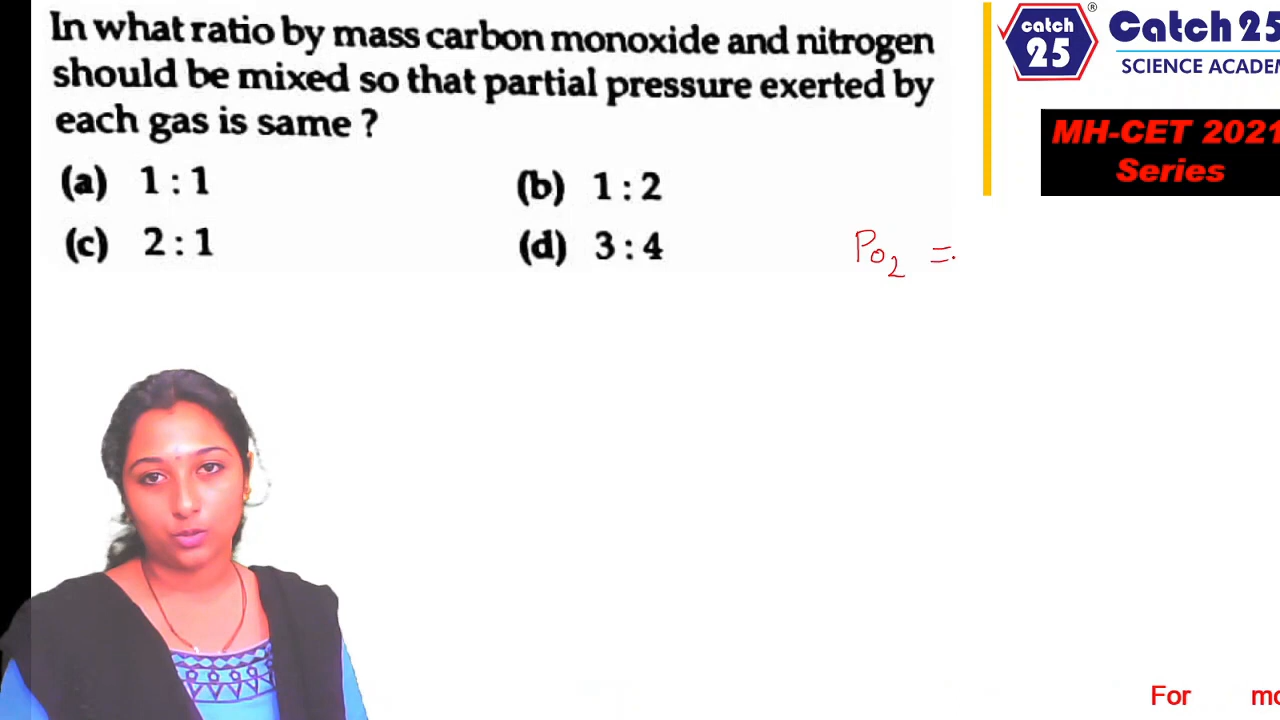 In what ratio by mass carbon monoxide and nitrogen
should be mixed so that partial pressure exerted by
each gas is same ?
(a) 1 : 1
(b) 1 : 2
(c) 2 : 1
(d) 3 : 4
catch
25
®
Catch 25
SCIENCE ACADEM
MH-CET 2021
Series
PO2 =
For mo